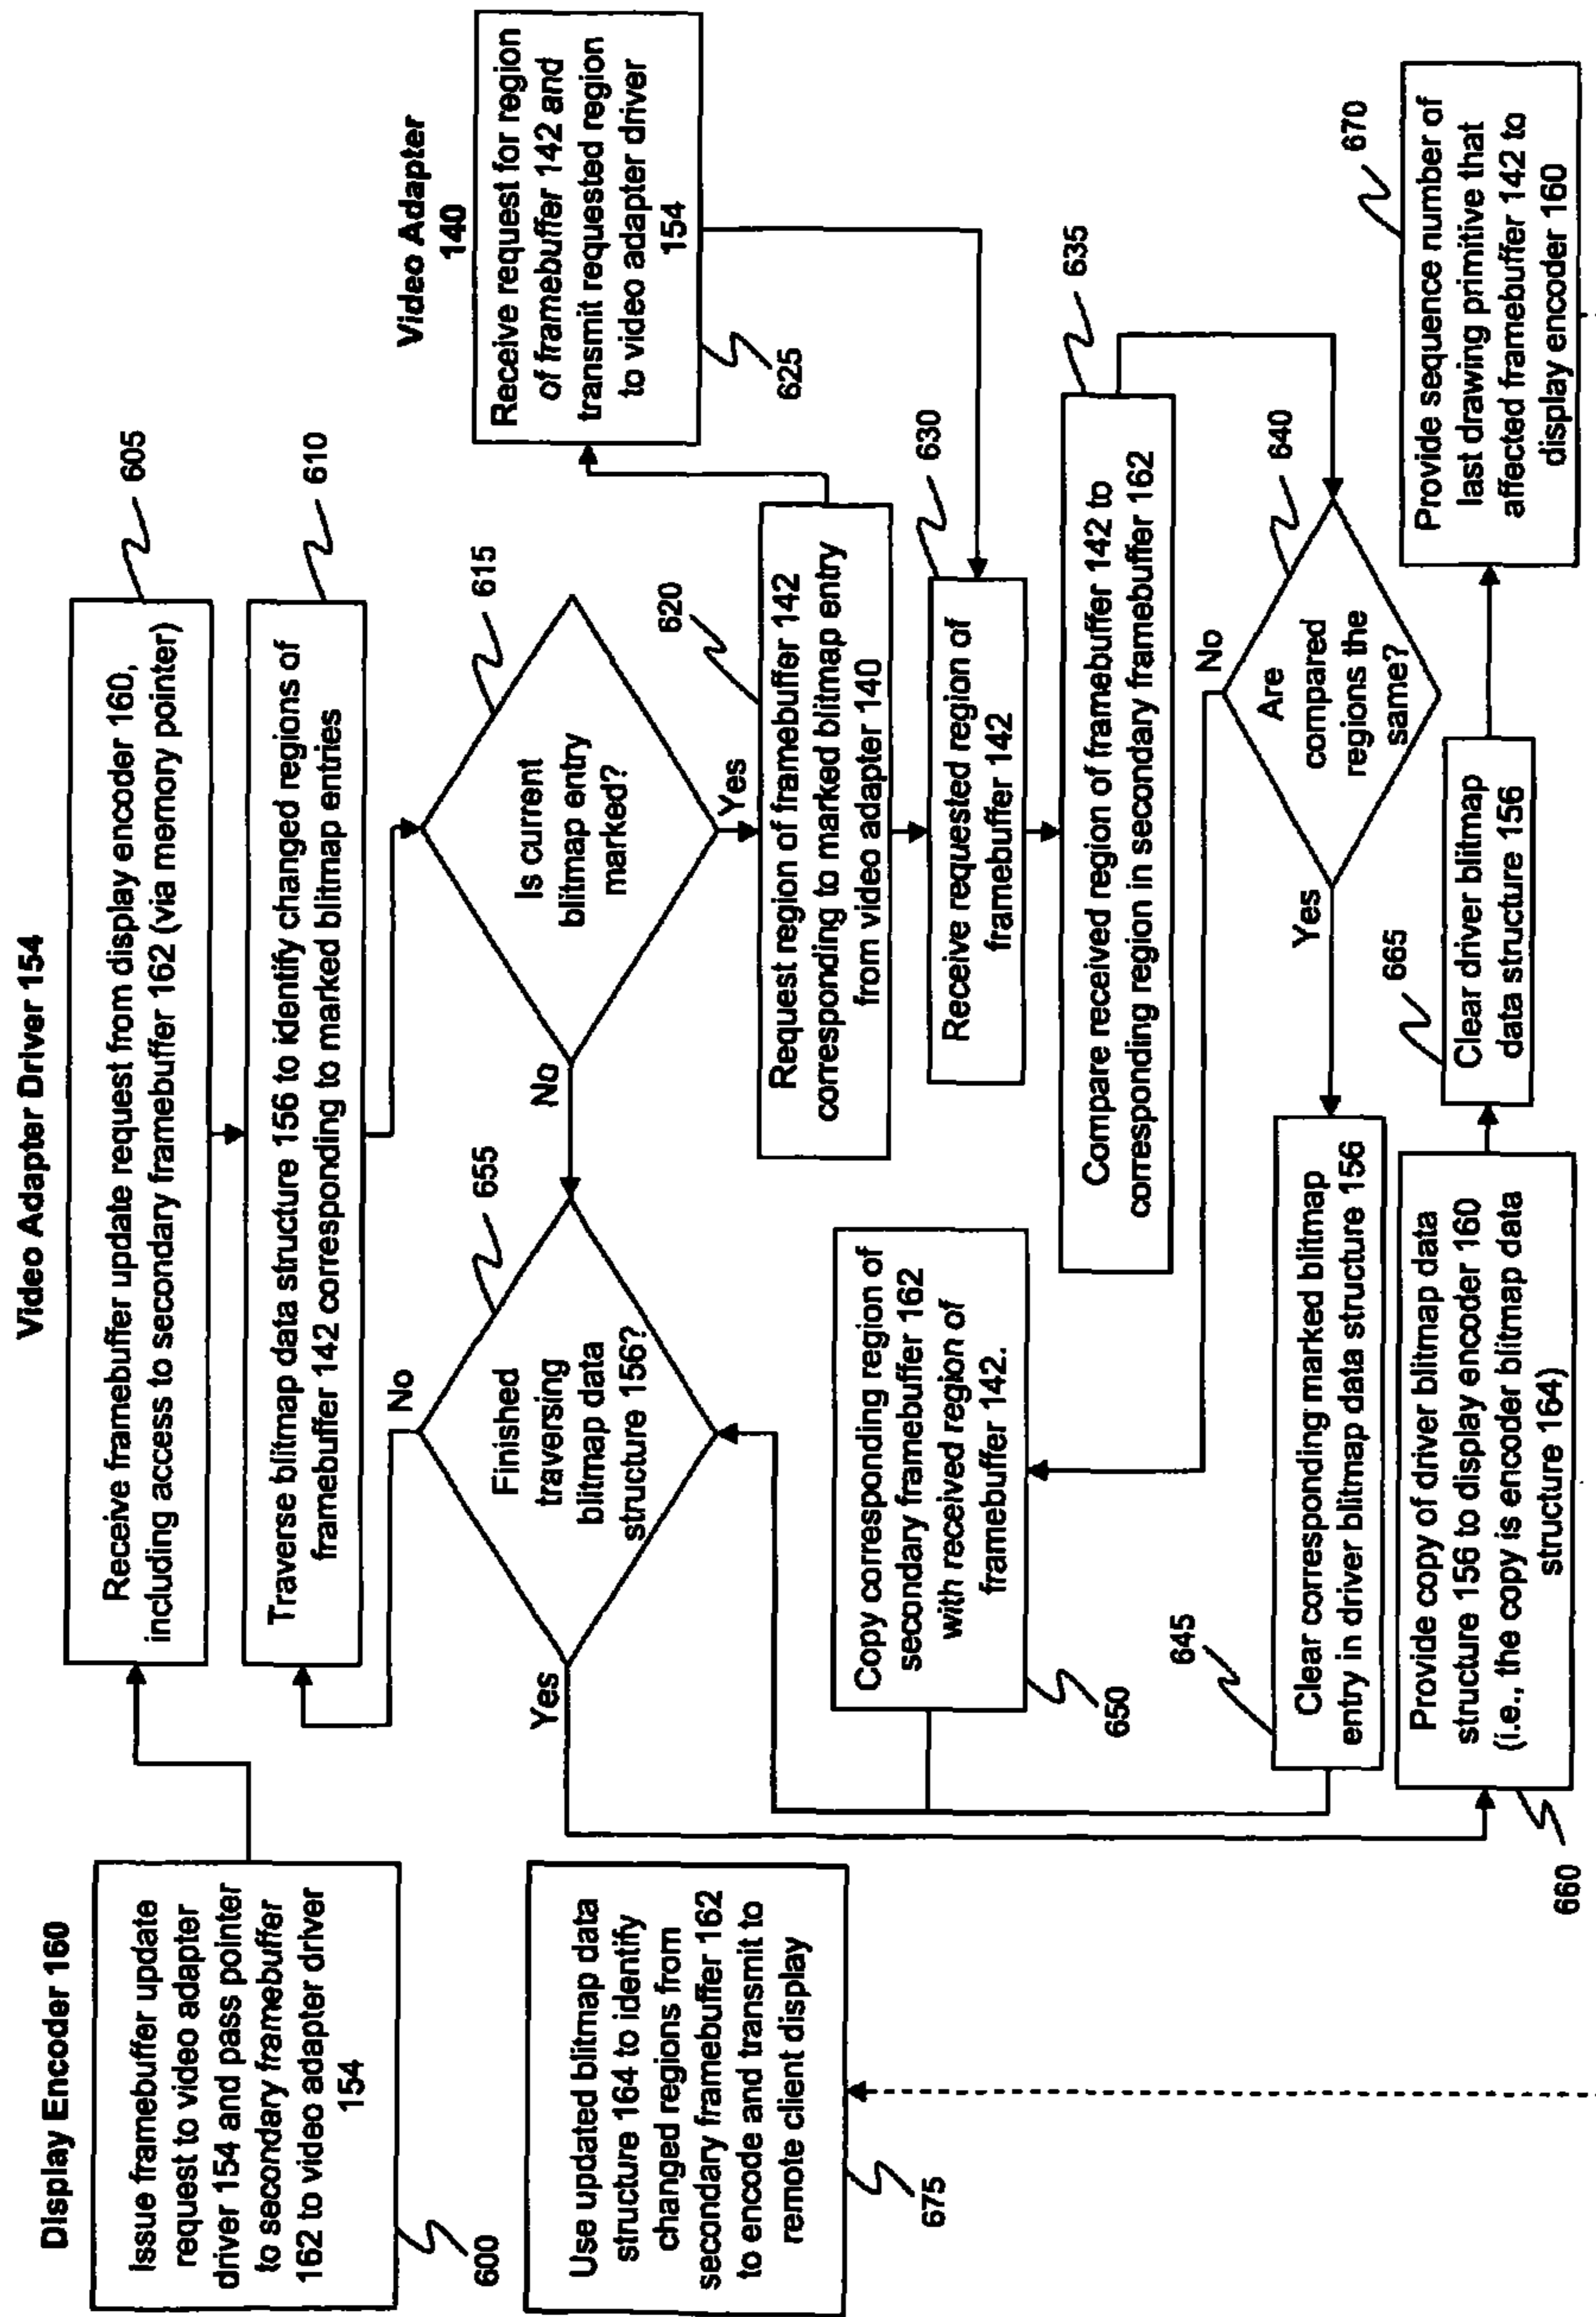 Display Encoder 160
Issue framebuffer update
request to video adapter
driver 154 and pass pointer
to secondary framebuffer
162 to video adapter driver
154
600
Use updated blitmap data
structure 164 to identify
changed regions from
secondary framebuffer 162
to encode and transmit to
remote client display
675
Video Adapter Driver 154
Receive framebuffer update request from display encoder 160,
including access to secondary framebuffer 162 (via memory pointer)
605
Traverse blitmap data structure 156 to identify changed regions of
framebuffer 142 corresponding to marked blitmap entries
610
Is current
blitmap entry
marked?
615
No
Yes
Finished
traversing
blitmap data
structure 156?
655
No
Yes
Request region of framebuffer 142
corresponding to marked blitmap entry
from video adapter 140
620
Video Adapter
140
Receive request for region
of framebuffer 142 and
transmit requested region
to video adapter driver
154
625
Receive requested region of
framebuffer 142
630
Compare received region of framebuffer 142 to
corresponding region in secondary framebuffer 162
635
Are
compared
regions the
same?
640
No
Yes
Copy corresponding region of
secondary framebuffer 162
with received region of
framebuffer 142.
650
Clear corresponding marked blitmap
entry in driver blitmap data structure 156
645
Provide copy of driver blitmap data
structure 156 to display encoder 160
(i.e., the copy is encoder blitmap data
structure 164)
660
Clear driver blitmap
data structure 156
665
Provide sequence number of
last drawing primitive that
affected framebuffer 142 to
display encoder 160
670